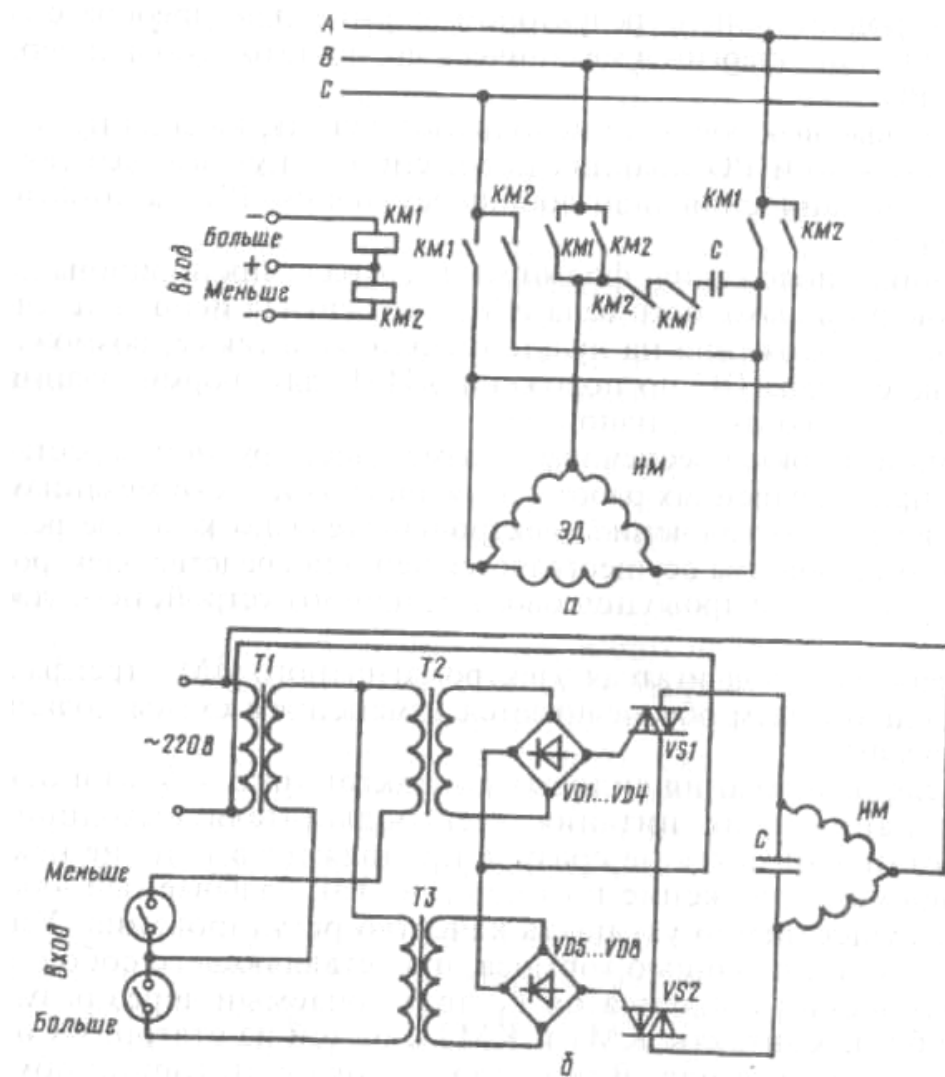 A
B
C
KM2
KM1
KM1
KM1
KM2
KM2
C
KM2
KM1
Вход
−
Больше
+
Меньше
−
KM1
KM2
ИМ
ЭД
а
T1
T2
~220В
VS1
VD1...VD4
ИМ
C
Меньше
Вход
Больше
T3
VD5...VD8
VS2
б